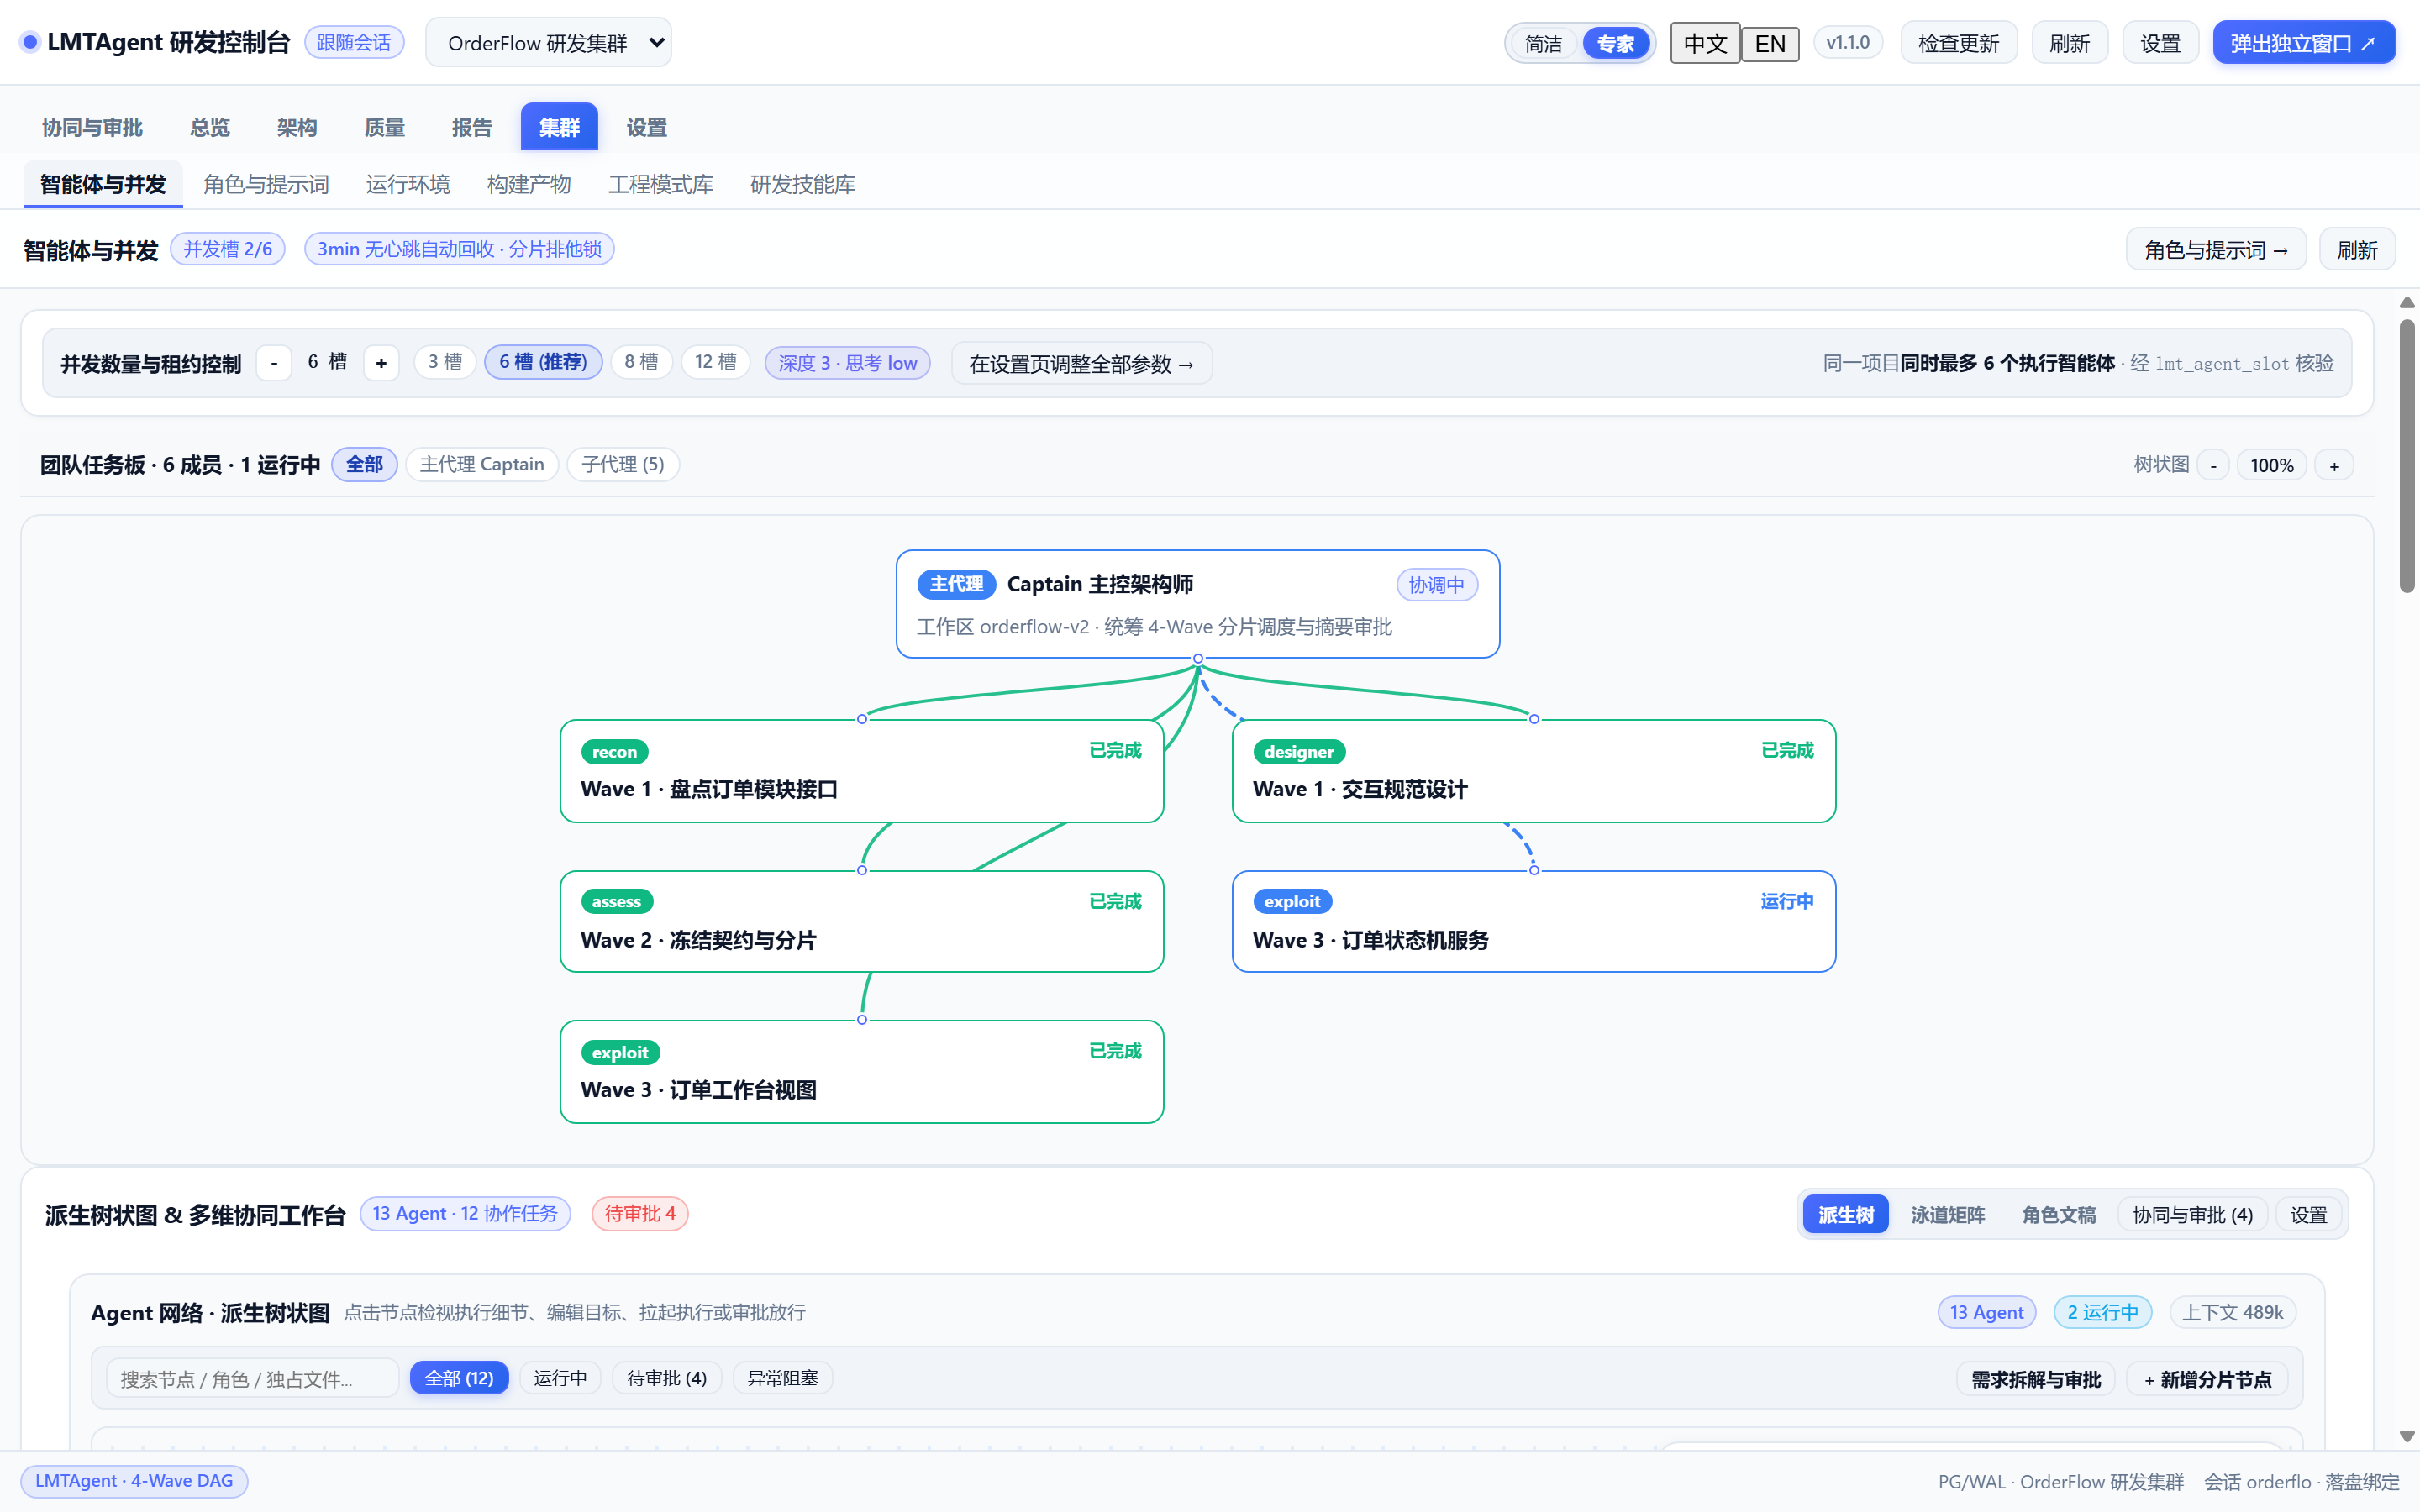 LMTAgent 研发控制台 跟随会话 OrderFlow 研发集群 简洁 专家 中文 EN v1.1.0 检查更新 刷新 设置 弹出独立窗口 ↗
协同与审批 总览 架构 质量 报告 集群 设置
智能体与并发 角色与提示词 运行环境 构建产物 工程模式库 研发技能库
智能体与并发 并发槽 2/6 3min 无心跳自动回收 · 分片排他锁 角色与提示词 → 刷新
并发数量与租约控制 - 6 槽 + 3 槽 6 槽 (推荐) 8 槽 12 槽 深度 3 · 思考 low 在设置页调整全部参数 → 同一项目同时最多 6 个执行智能体 · 经 lmt_agent_slot 核验
团队任务板 · 6 成员 · 1 运行中 全部 主代理 Captain 子代理 (5) 树状图 - 100% +
主代理 Captain 主控架构师 协调中
工作区 orderflow-v2 · 统筹 4-Wave 分片调度与摘要审批
recon 已完成
Wave 1 · 盘点订单模块接口
designer 已完成
Wave 1 · 交互规范设计
assess 已完成
Wave 2 · 冻结契约与分片
exploit 运行中
Wave 3 · 订单状态机服务
exploit 已完成
Wave 3 · 订单工作台视图
派生树状图 & 多维协同工作台 13 Agent · 12 协作任务 待审批 4 派生树 泳道矩阵 角色文稿 协同与审批 (4) 设置
Agent 网络 · 派生树状图 点击节点检视执行细节、编辑目标、拉起执行或审批放行 13 Agent 2 运行中 上下文 489k
搜索节点 / 角色 / 独占文件... 全部 (12) 运行中 待审批 (4) 异常阻塞 需求拆解与审批 + 新增分片节点
LMTAgent · 4-Wave DAG PG/WAL · OrderFlow 研发集群 会话 orderflo · 落盘绑定